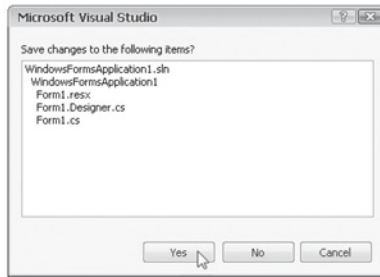 Microsoft Visual Studio
Save changes to the following items?
WindowsFormsApplication1.sln
WindowsFormsApplication1
Form1.resx
Form1.Designer.cs
Form1.cs
Yes
No
Cancel